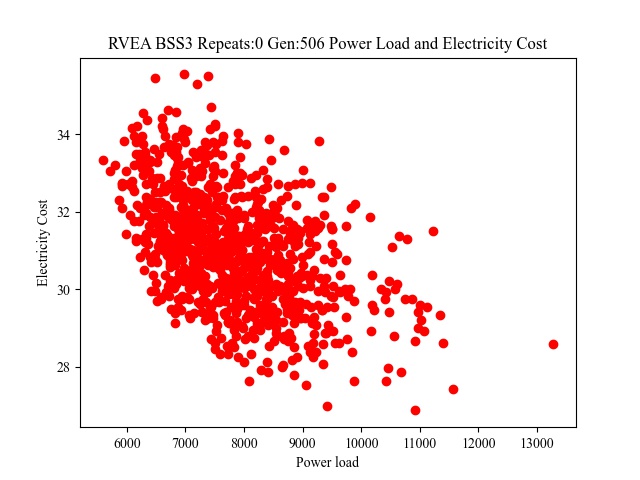 RVEA BSS3 Repeats:0 Gen:506 Power Load and Electricity Cost
Electricity Cost
34
32
30
28
6000 7000 8000 9000 10000 11000 12000 13000
Power load